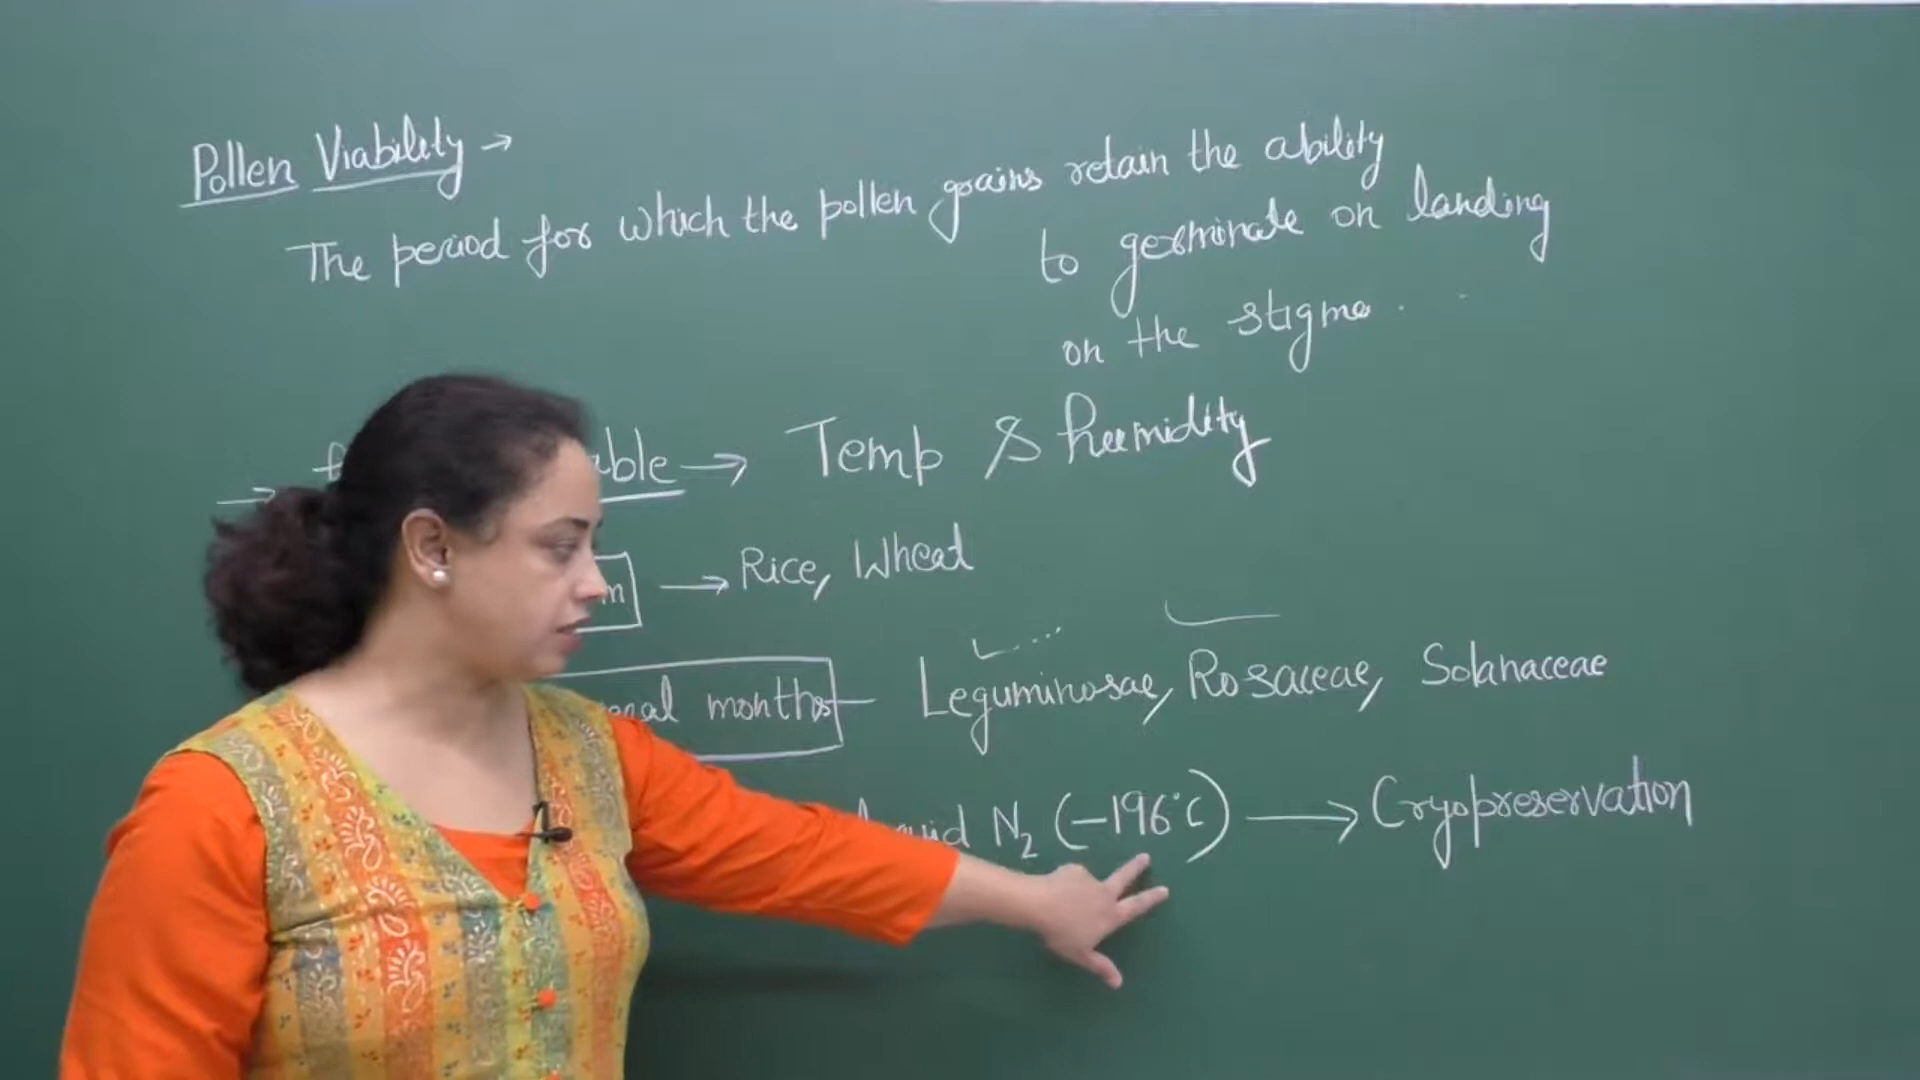 Pollen Viability →
The period for which the pollen grains retain the ability
to germinate on landing
on the stigma.
→ → Temp & humidity
→ Rice, Wheat
months — Leguminosae, Rosaceae, Solanaceae
N₂ (-196°C) → Cryopreservation